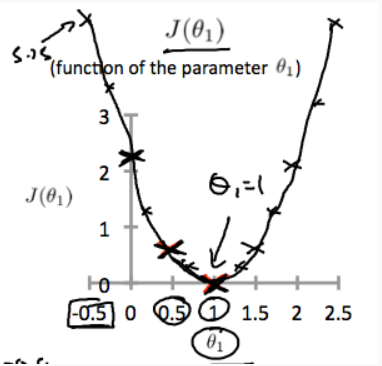 J(θ₁)
5.25
(function of the parameter θ₁)
3
2
θ₁=1
J(θ₁)
1
0
-0.5 0 0.5 1 1.5 2 2.5
θ₁